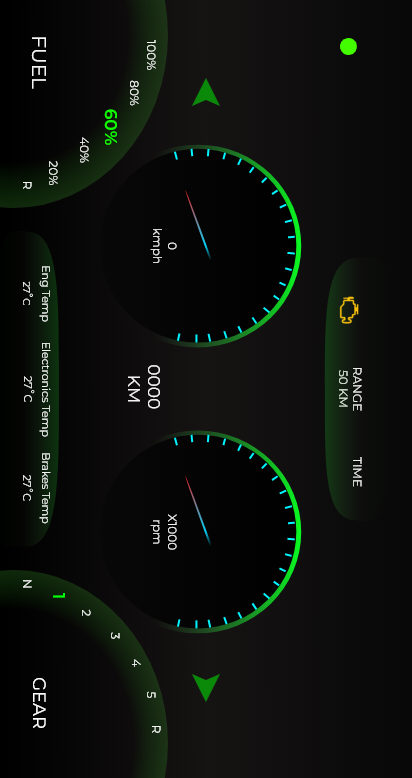 RANGE
50 KM
TIME
0
kmph
0000
KM
X1000
rpm
100%
80%
60%
40%
20%
R
FUEL
Eng Temp
27°C
Electronics Temp
27°C
Brakes Temp
27°C
R
5
4
3
2
1
N
GEAR